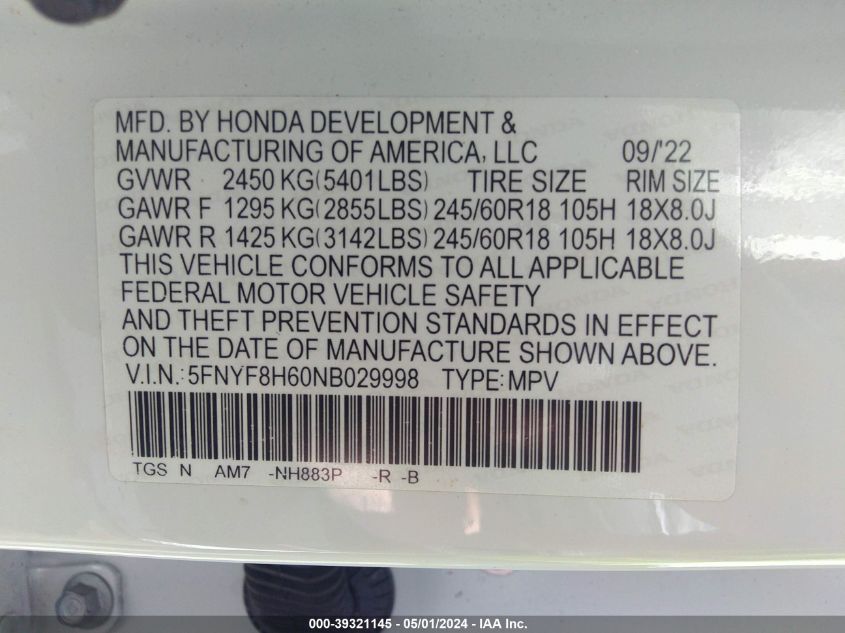 MFD. BY HONDA DEVELOPMENT &
MANUFACTURING OF AMERICA, LLC 09/'22
GVWR 2450 KG(5401LBS) TIRE SIZE RIM SIZE
GAWR F 1295 KG(2855LBS) 245/60R18 105H 18X8.0J
GAWR R 1425 KG(3142LBS) 245/60R18 105H 18X8.0J
THIS VEHICLE CONFORMS TO ALL APPLICABLE
FEDERAL MOTOR VEHICLE SAFETY
AND THEFT PREVENTION STANDARDS IN EFFECT
ON THE DATE OF MANUFACTURE SHOWN ABOVE.
V.I.N.:5FNYF8H60NB029998 TYPE:MPV
TGS N AM7 -NH883P -R -B
000-39321145 - 05/01/2024 - IAA Inc.